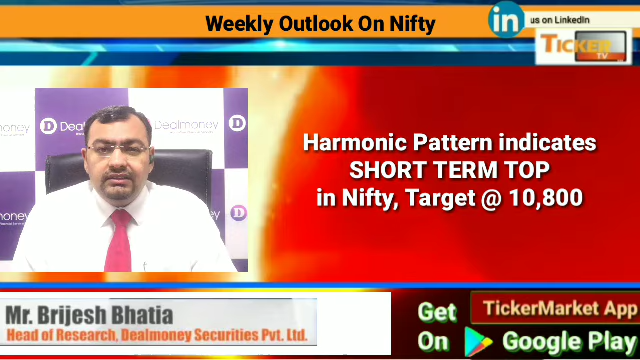 Weekly Outlook On Nifty
in
us on LinkedIn
TICKER
TV
Dealmoney
Harmonic Pattern indicates
SHORT TERM TOP
in Nifty, Target @ 10,800
Mr. Brijesh Bhatia
Head of Research, Dealmoney Securities Pvt. Ltd.
Get
On
TickerMarket App
Google Play